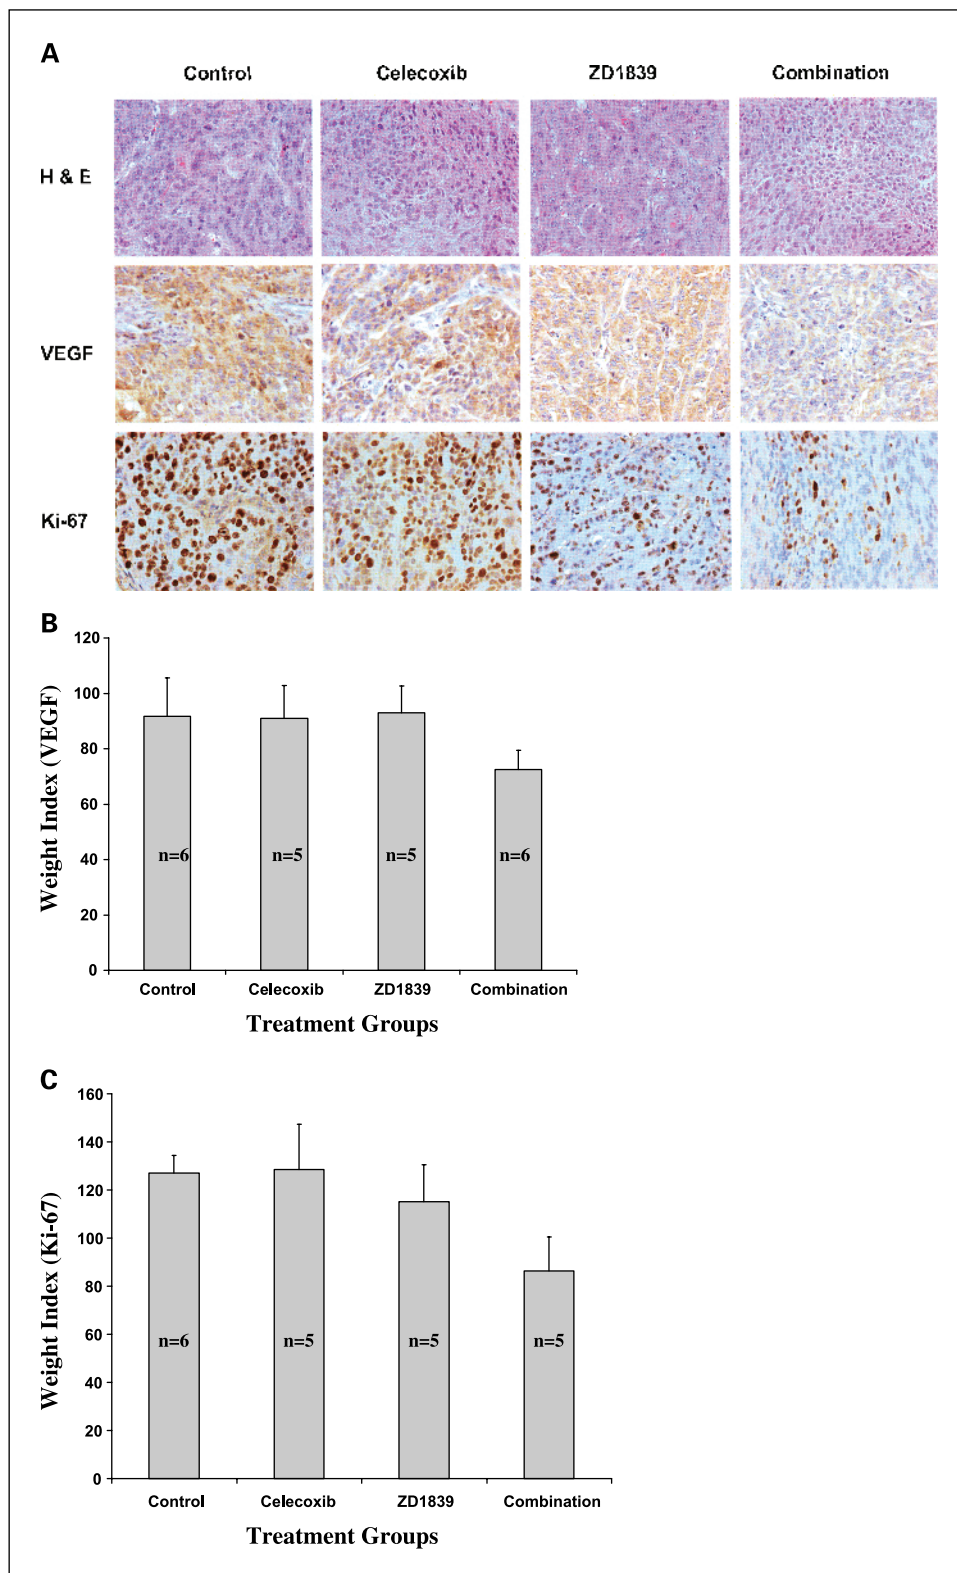 A
Control Celecoxib ZD1839 Combination
H & E
VEGF
Ki-67
B
120
100
80
60
40
20
0
Weight Index (VEGF)
n=6 n=5 n=5 n=6
Control Celecoxib ZD1839 Combination
Treatment Groups
C
160
140
120
100
80
60
40
20
0
Weight Index (Ki-67)
n=6 n=5 n=5 n=5
Control Celecoxib ZD1839 Combination
Treatment Groups